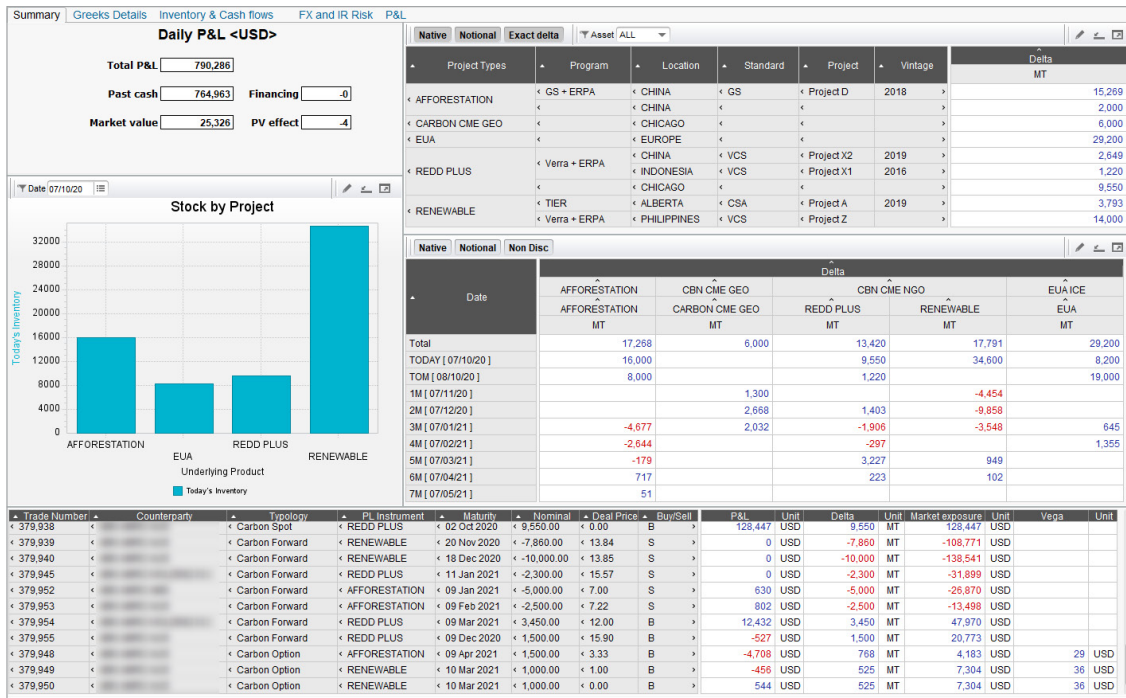 Summary Greeks Details Inventory & Cash flows FX and IR Risk P&L
Daily P&L <USD>
Total P&L 790,286
Past cash 764,963 Financing -0
Market value 25,326 PV effect -4
Date 07/10/20
Stock by Project
32000
28000
24000
20000
16000
12000
8000
4000
0
Today's Inventory
AFFORESTATION REDD PLUS
EUA RENEWABLE
Underlying Product
Today's Inventory
Native Notional Exact delta Asset ALL
Delta
Project Types Program Location Standard Project Vintage
MT
AFFORESTATION GS + ERPA CHINA GS Project D 2018 15,269
CHINA 2,000
CARBON CME GEO CHICAGO 6,000
EUA EUROPE 29,200
REDD PLUS Verra + ERPA CHINA VCS Project X2 2019 2,649
INDONESIA VCS Project X1 2016 1,220
CHICAGO 9,550
RENEWABLE TIER ALBERTA CSA Project A 2019 3,793
Verra + ERPA PHILIPPINES VCS Project Z 14,000
Native Notional Non Disc
Delta
Date AFFORESTATION CBN CME GEO CBN CME NGO EUA ICE
AFFORESTATION CARBON CME GEO REDD PLUS RENEWABLE EUA
MT MT MT MT MT
Total 17,268 6,000 13,420 17,791 29,200
TODAY [ 07/10/20 ] 16,000 9,550 34,600 8,200
TOM [ 08/10/20 ] 8,000 1,220 19,000
1M [ 07/11/20 ] 1,300 -4,454
2M [ 07/12/20 ] 2,668 1,403 -9,858
3M [ 07/01/21 ] -4,677 2,032 -1,906 -3,548 645
4M [ 07/02/21 ] -2,644 -297 1,355
5M [ 07/03/21 ] -179 3,227 949
6M [ 07/04/21 ] 717 223 102
7M [ 07/05/21 ] 51
Trade Number Counterparty Typology PL Instrument Maturity Nominal Deal Price Buy/Sell P&L Unit Delta Unit Market exposure Unit Vega Unit
379,938 Carbon Spot REDD PLUS 02 Oct 2020 9,550.00 0.00 B 128,447 USD 9,550 MT 128,447 USD
379,939 Carbon Forward RENEWABLE 20 Nov 2020 -7,860.00 13.84 S 0 USD -7,860 MT -108,771 USD
379,940 Carbon Forward RENEWABLE 18 Dec 2020 -10,000.00 13.85 S 0 USD -10,000 MT -138,541 USD
379,945 Carbon Forward REDD PLUS 11 Jan 2021 -2,300.00 15.57 S 0 USD -2,300 MT -31,899 USD
379,952 Carbon Forward AFFORESTATION 09 Jan 2021 -5,000.00 7.00 S 630 USD -5,000 MT -26,870 USD
379,953 Carbon Forward AFFORESTATION 09 Feb 2021 -2,500.00 7.22 S 802 USD -2,500 MT -13,498 USD
379,954 Carbon Forward REDD PLUS 09 Mar 2021 3,450.00 12.00 B 12,432 USD 3,450 MT 47,970 USD
379,955 Carbon Forward REDD PLUS 09 Dec 2020 1,500.00 15.90 B -527 USD 1,500 MT 20,773 USD
379,948 Carbon Option AFFORESTATION 09 Apr 2021 1,500.00 3.33 B -4,708 USD 768 MT 4,183 USD 29 USD
379,949 Carbon Option RENEWABLE 10 Mar 2021 1,000.00 1.00 B -456 USD 525 MT 7,304 USD 36 USD
379,950 Carbon Option RENEWABLE 10 Mar 2021 1,000.00 0.00 B 544 USD 525 MT 7,304 USD 36 USD